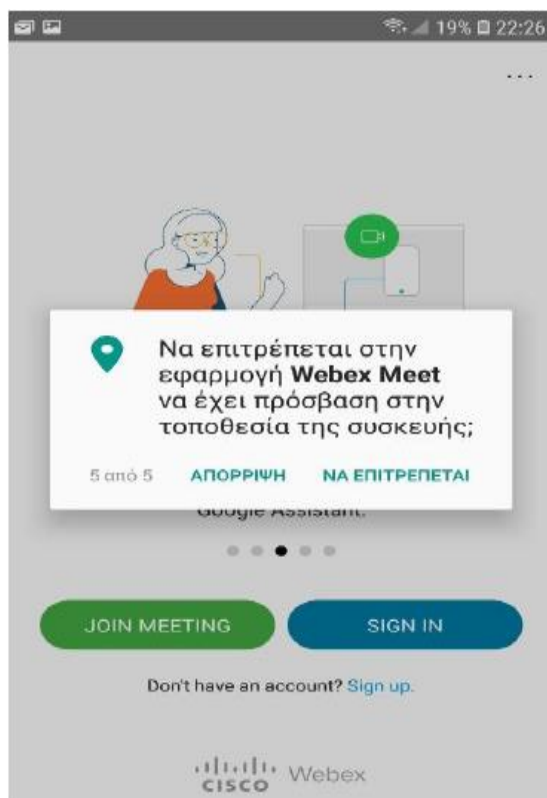 19% 22:26
...
Να επιτρέπεται στην
εφαρμογή Webex Meet
να έχει πρόσβαση στην
τοποθεσία της συσκευής;
5 από 5 ΑΠΟΡΡΙΨΗ ΝΑ ΕΠΙΤΡΕΠΕΤΑΙ
Google Assistant.
JOIN MEETING SIGN IN
Don't have an account? Sign up.
CISCO Webex